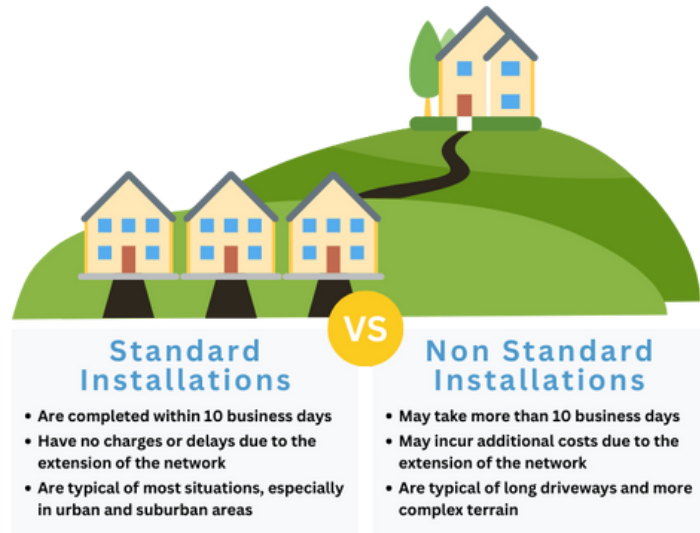 VS
Standard
Installations
• Are completed within 10 business days
• Have no charges or delays due to the
extension of the network
• Are typical of most situations, especially
in urban and suburban areas
Non Standard
Installations
• May take more than 10 business days
• May incur additional costs due to the
extension of the network
• Are typical of long driveways and more
complex terrain